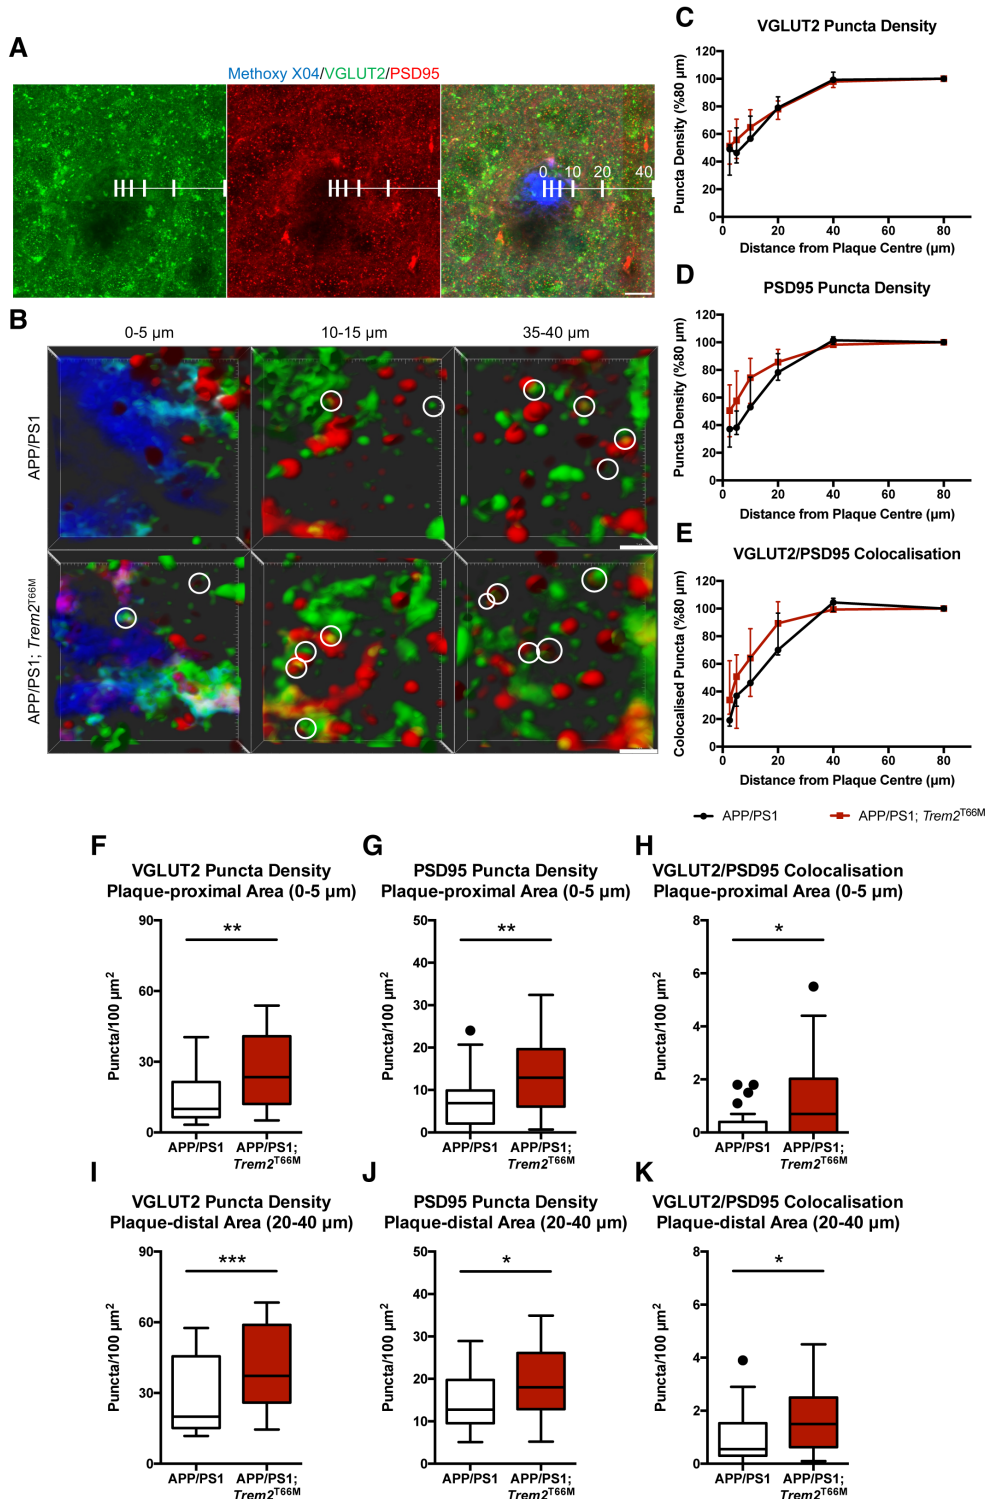 A
Methoxy X04/VGLUT2/PSD95
0 10 20 40
B
0-5 µm 10-15 µm 35-40 µm
APP/PS1
APP/PS1; Trem2T66M
C
VGLUT2 Puncta Density
Puncta Density (%80 µm)
120
100
80
60
40
20
0
0 20 40 60 80
Distance from Plaque Centre (µm)
D
PSD95 Puncta Density
Puncta Density (%80 µm)
120
100
80
60
40
20
0
0 20 40 60 80
Distance from Plaque Centre (µm)
E
VGLUT2/PSD95 Colocalisation
Colocalised Puncta (%80 µm)
120
100
80
60
40
20
0
0 20 40 60 80
Distance from Plaque Centre (µm)
APP/PS1 APP/PS1; Trem2T66M
F
VGLUT2 Puncta Density
Plaque-proximal Area (0-5 µm)
**
Puncta/100 µm2
90
60
30
0
APP/PS1 APP/PS1;
Trem2T66M
G
PSD95 Puncta Density
Plaque-proximal Area (0-5 µm)
**
Puncta/100 µm2
50
40
30
20
10
0
APP/PS1 APP/PS1;
Trem2T66M
H
VGLUT2/PSD95 Colocalisation
Plaque-proximal Area (0-5 µm)
*
Puncta/100 µm2
8
6
4
2
0
APP/PS1 APP/PS1;
Trem2T66M
I
VGLUT2 Puncta Density
Plaque-distal Area (20-40 µm)
***
Puncta/100 µm2
90
60
30
0
APP/PS1 APP/PS1;
Trem2T66M
J
PSD95 Puncta Density
Plaque-distal Area (20-40 µm)
*
Puncta/100 µm2
50
40
30
20
10
0
APP/PS1 APP/PS1;
Trem2T66M
K
VGLUT2/PSD95 Colocalisation
Plaque-distal Area (20-40 µm)
*
Puncta/100 µm2
8
6
4
2
0
APP/PS1 APP/PS1;
Trem2T66M